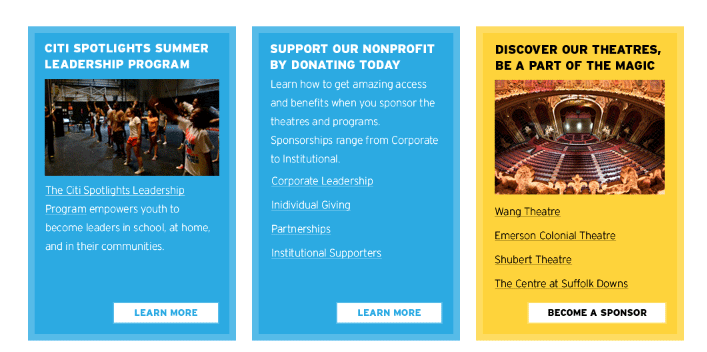 CITI SPOTLIGHTS SUMMER
LEADERSHIP PROGRAM
The Citi Spotlights Leadership
Program empowers youth to
become leaders in school, at home,
and in their communities.
LEARN MORE
SUPPORT OUR NONPROFIT
BY DONATING TODAY
Learn how to get amazing access
and benefits when you sponsor the
theatres and programs.
Sponsorships range from Corporate
to Institutional.
Corporate Leadership
Inidividual Giving
Partnerships
Institutional Supporters
LEARN MORE
DISCOVER OUR THEATRES,
BE A PART OF THE MAGIC
Wang Theatre
Emerson Colonial Theatre
Shubert Theatre
The Centre at Suffolk Downs
BECOME A SPONSOR